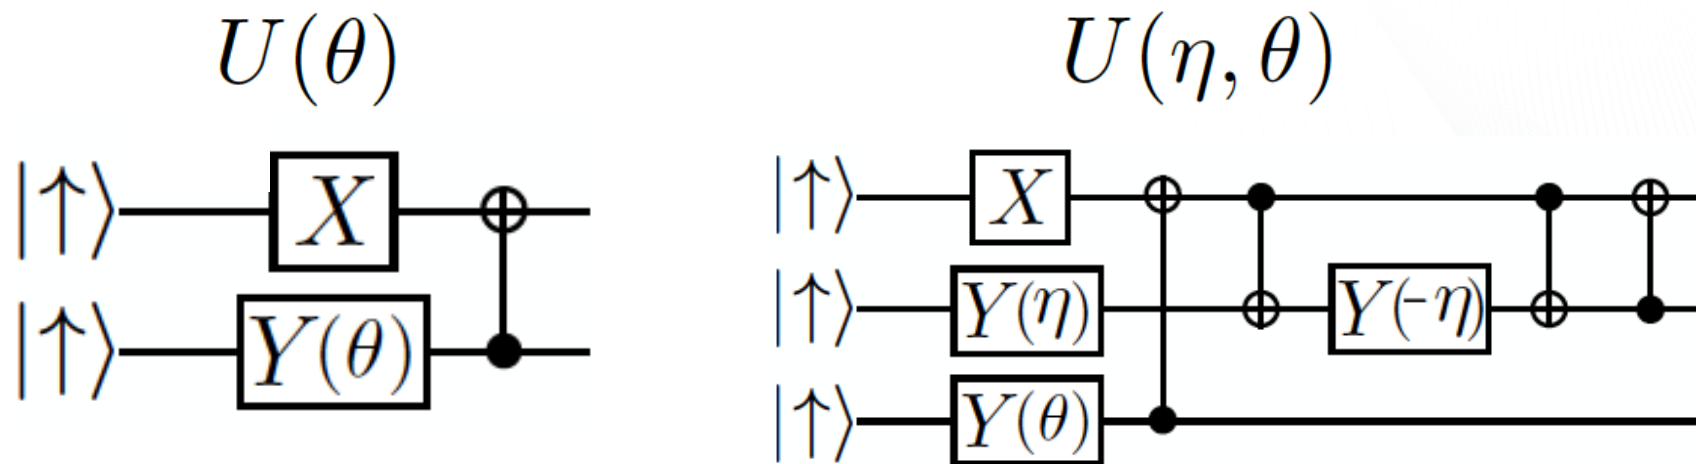 U(θ)
U(η, θ)
|↑⟩ X
|↑⟩ Y(θ)
|↑⟩ X
|↑⟩ Y(η) Y(-η)
|↑⟩ Y(θ)